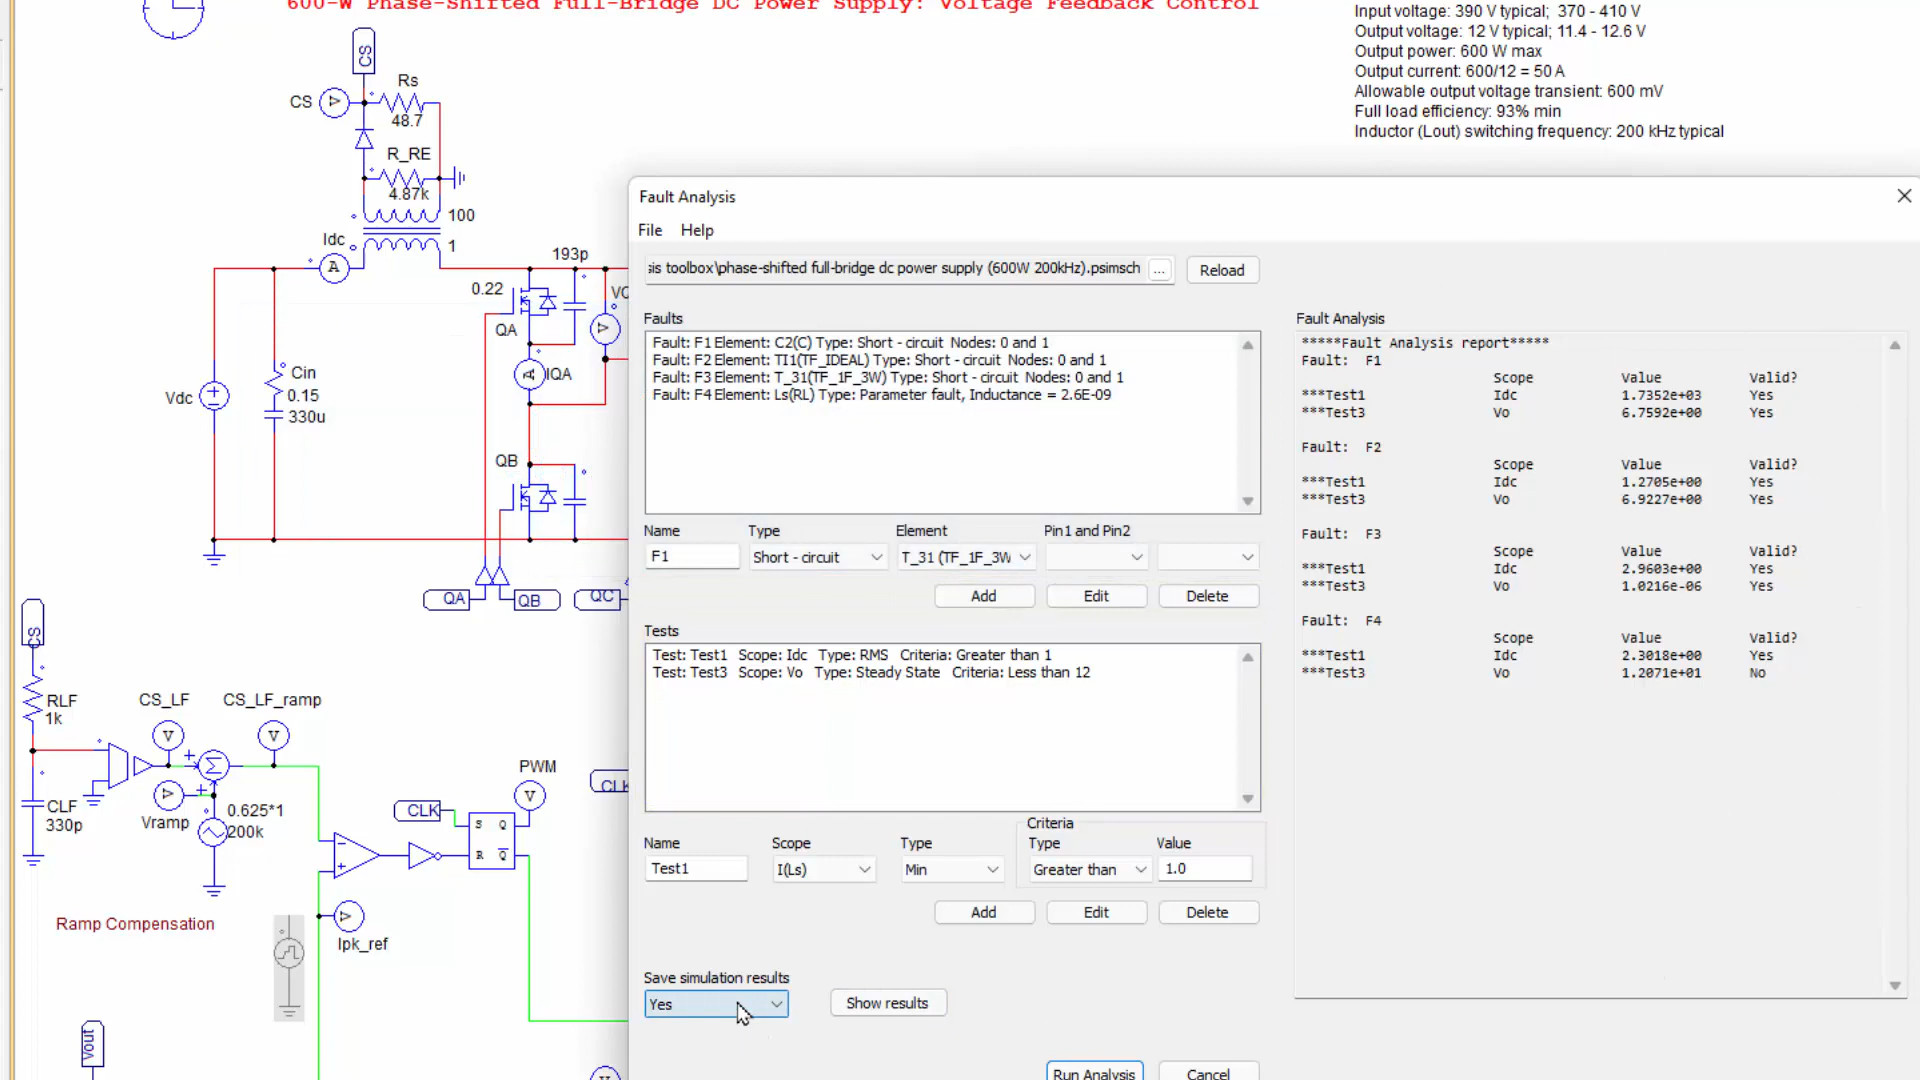 600-W Phase-Shifted Full-Bridge DC Power Supply: Voltage Feedback Control
Input voltage: 390 V typical; 370 - 410 V
Output voltage: 12 V typical; 11.4 - 12.6 V
Output power: 600 W max
Output current: 600/12 = 50 A
Allowable output voltage transient: 600 mV
Full load efficiency: 93% min
Inductor (Lout) switching frequency: 200 kHz typical
CS
CS
Rs
48.7
R_RE
4.87k
100
1
Idc
A
193p
0.22
QA
VC
A
IQA
Vdc
Cin
0.15
330u
QB
QA
QB
QC
CS
RLF
1k
CLF
330p
CS_LF
V
CS_LF_ramp
V
Σ
Vramp
0.625*1
200k
CLK
PWM
V
CLK
S Q
R Q
Ipk_ref
Ramp Compensation
Vout
Fault Analysis
File Help
sis toolbox\phase-shifted full-bridge dc power supply (600W 200kHz).psimsch
...
Reload
Faults
Fault: F1 Element: C2(C) Type: Short - circuit Nodes: 0 and 1
Fault: F2 Element: TI1(TF_IDEAL) Type: Short - circuit Nodes: 0 and 1
Fault: F3 Element: T_31(TF_1F_3W) Type: Short - circuit Nodes: 0 and 1
Fault: F4 Element: Ls(RL) Type: Parameter fault, Inductance = 2.6E-09
Name Type Element Pin1 and Pin2
F1 Short - circuit T_31 (TF_1F_3W
Add Edit Delete
Tests
Test: Test1 Scope: Idc Type: RMS Criteria: Greater than 1
Test: Test3 Scope: Vo Type: Steady State Criteria: Less than 12
Criteria
Name Scope Type Type Value
Test1 I(Ls) Min Greater than 1.0
Add Edit Delete
Save simulation results
Yes
Show results
Run Analysis Cancel
Fault Analysis
*****Fault Analysis report*****
Fault: F1
Scope Value Valid?
***Test1 Idc 1.7352e+03 Yes
***Test3 Vo 6.7592e+00 Yes
Fault: F2
Scope Value Valid?
***Test1 Idc 1.2705e+00 Yes
***Test3 Vo 6.9227e+00 Yes
Fault: F3
Scope Value Valid?
***Test1 Idc 2.9603e+00 Yes
***Test3 Vo 1.0216e-06 Yes
Fault: F4
Scope Value Valid?
***Test1 Idc 2.3018e+00 Yes
***Test3 Vo 1.2071e+01 No